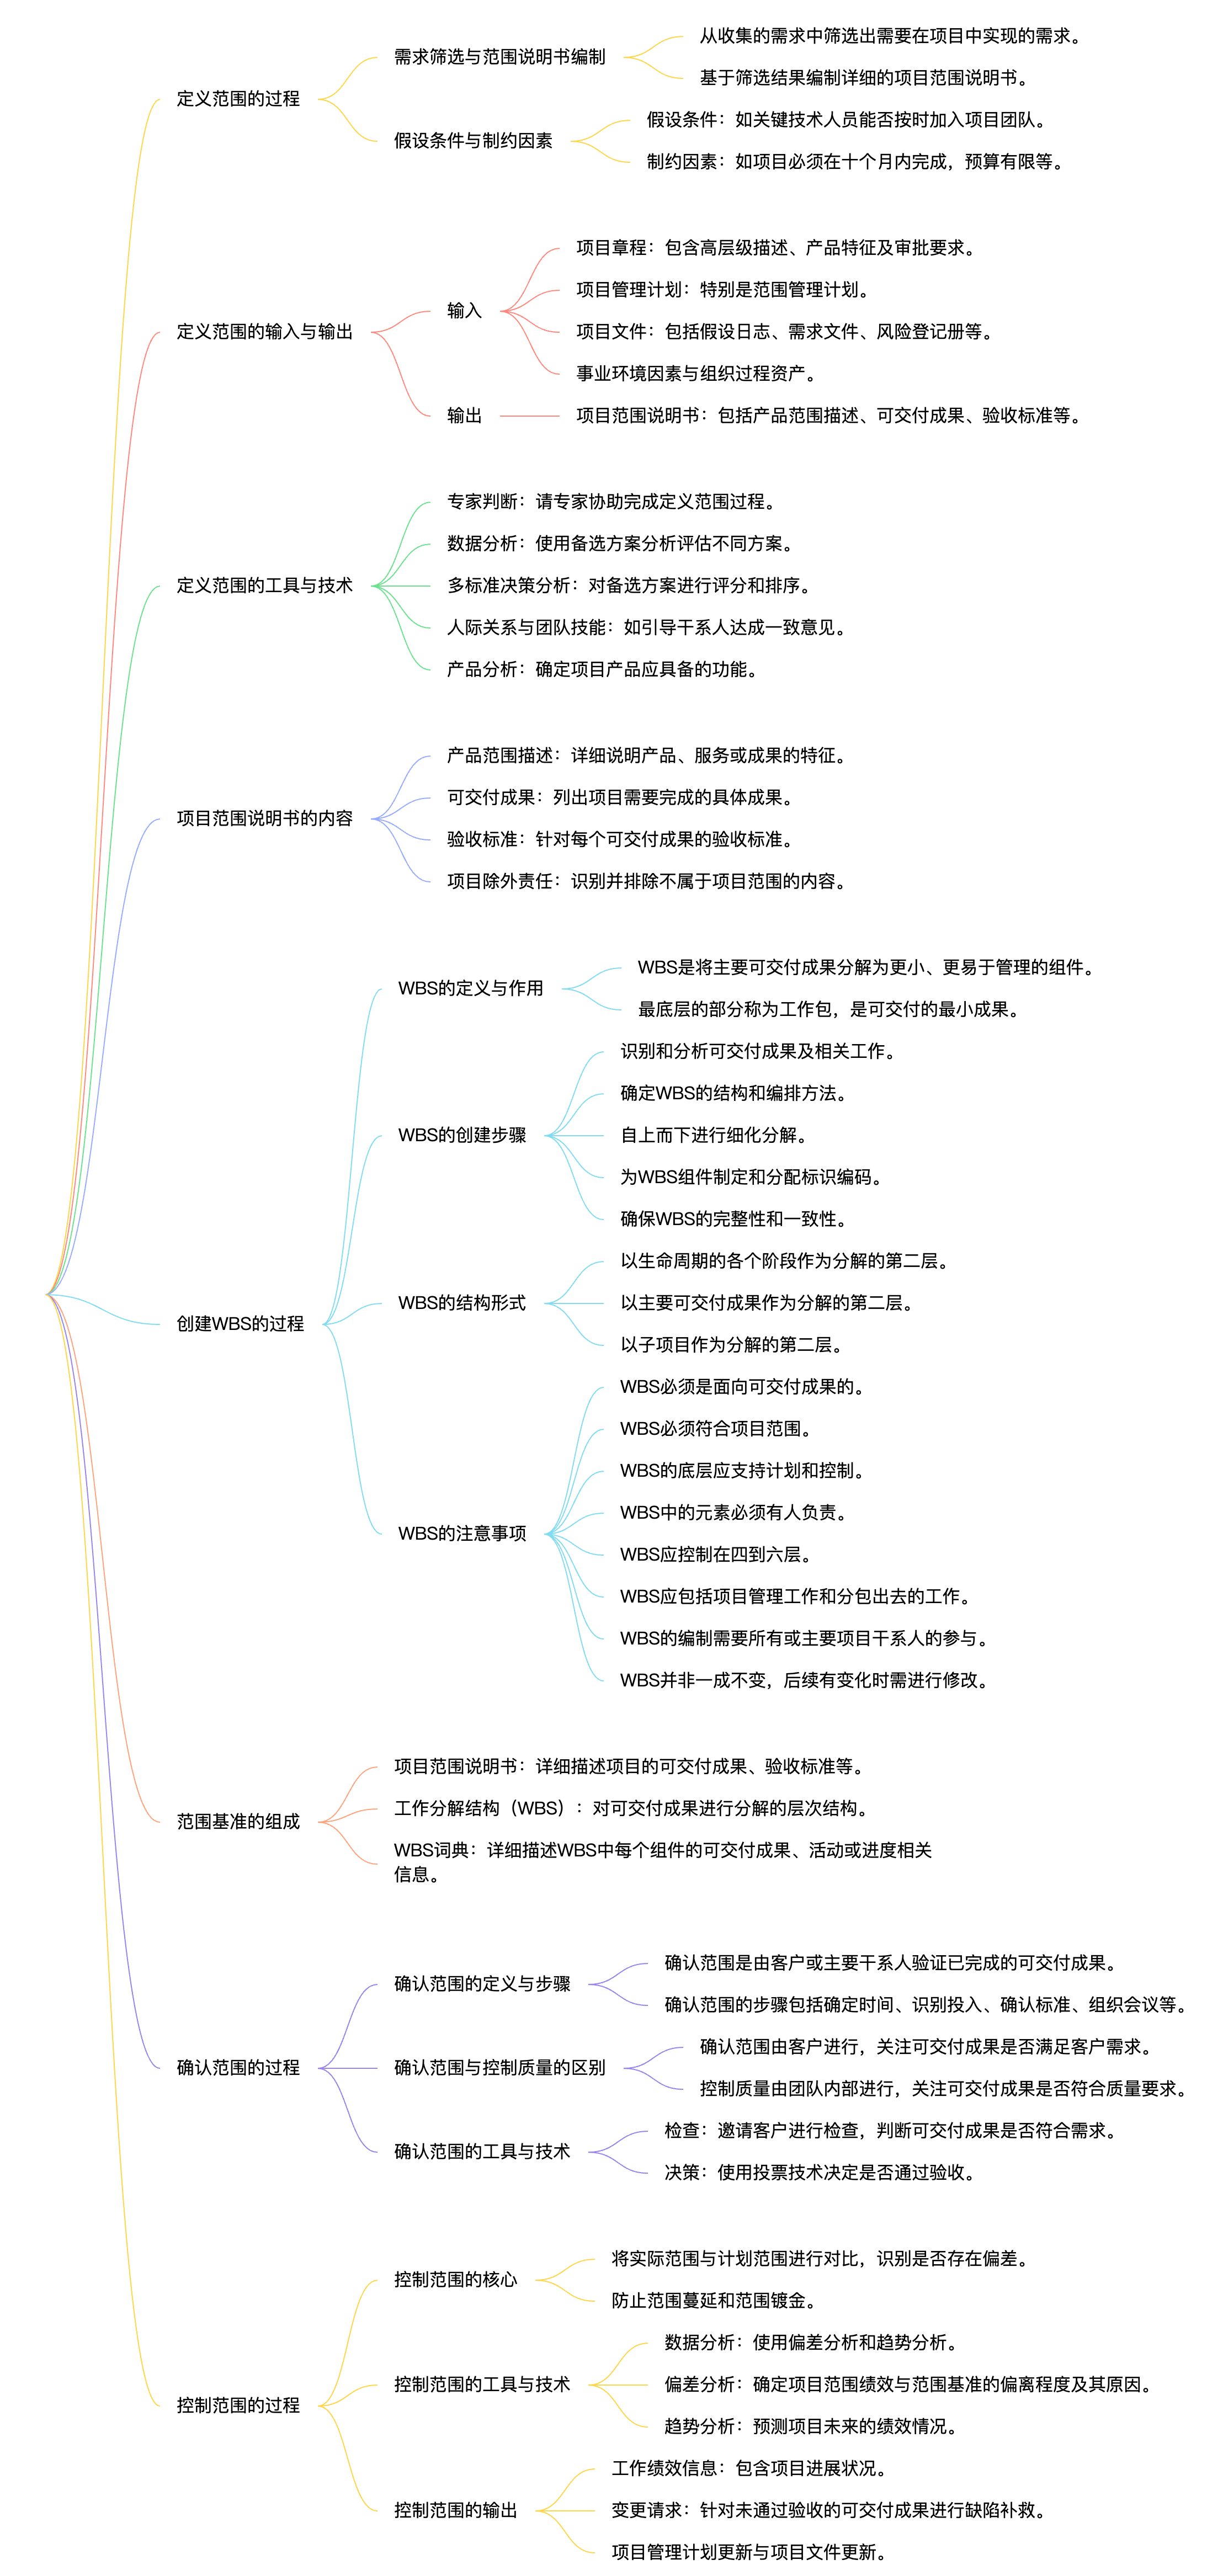 定义范围的过程
需求筛选与范围说明书编制
从收集的需求中筛选出需要在项目中实现的需求。
基于筛选结果编制详细的项目范围说明书。
假设条件与制约因素
假设条件：如关键技术人员能否按时加入项目团队。
制约因素：如项目必须在十个月内完成，预算有限等。
定义范围的输入与输出
输入
项目章程：包含高层级描述、产品特征及审批要求。
项目管理计划：特别是范围管理计划。
项目文件：包括假设日志、需求文件、风险登记册等。
事业环境因素与组织过程资产。
输出
项目范围说明书：包括产品范围描述、可交付成果、验收标准等。
定义范围的工具与技术
专家判断：请专家协助完成定义范围过程。
数据分析：使用备选方案分析评估不同方案。
多标准决策分析：对备选方案进行评分和排序。
人际关系与团队技能：如引导干系人达成一致意见。
产品分析：确定项目产品应具备的功能。
项目范围说明书的内容
产品范围描述：详细说明产品、服务或成果的特征。
可交付成果：列出项目需要完成的具体成果。
验收标准：针对每个可交付成果的验收标准。
项目除外责任：识别并排除不属于项目范围的内容。
创建WBS的过程
WBS的定义与作用
WBS是将主要可交付成果分解为更小、更易于管理的组件。
最底层的部分称为工作包，是可交付的最小成果。
WBS的创建步骤
识别和分析可交付成果及相关工作。
确定WBS的结构和编排方法。
自上而下进行细化分解。
为WBS组件制定和分配标识编码。
确保WBS的完整性和一致性。
WBS的结构形式
以生命周期的各个阶段作为分解的第二层。
以主要可交付成果作为分解的第二层。
以子项目作为分解的第二层。
WBS的注意事项
WBS必须是面向可交付成果的。
WBS必须符合项目范围。
WBS的底层应支持计划和控制。
WBS中的元素必须有人负责。
WBS应控制在四到六层。
WBS应包括项目管理工作和分包出去的工作。
WBS的编制需要所有或主要项目干系人的参与。
WBS并非一成不变，后续有变化时需进行修改。
范围基准的组成
项目范围说明书：详细描述项目的可交付成果、验收标准等。
工作分解结构（WBS）：对可交付成果进行分解的层次结构。
WBS词典：详细描述WBS中每个组件的可交付成果、活动或进度相关
信息。
确认范围的过程
确认范围的定义与步骤
确认范围是由客户或主要干系人验证已完成的可交付成果。
确认范围的步骤包括确定时间、识别投入、确认标准、组织会议等。
确认范围与控制质量的区别
确认范围由客户进行，关注可交付成果是否满足客户需求。
控制质量由团队内部进行，关注可交付成果是否符合质量要求。
确认范围的工具与技术
检查：邀请客户进行检查，判断可交付成果是否符合需求。
决策：使用投票技术决定是否通过验收。
控制范围的过程
控制范围的核心
将实际范围与计划范围进行对比，识别是否存在偏差。
防止范围蔓延和范围镀金。
控制范围的工具与技术
数据分析：使用偏差分析和趋势分析。
偏差分析：确定项目范围绩效与范围基准的偏离程度及其原因。
趋势分析：预测项目未来的绩效情况。
控制范围的输出
工作绩效信息：包含项目进展状况。
变更请求：针对未通过验收的可交付成果进行缺陷补救。
项目管理计划更新与项目文件更新。